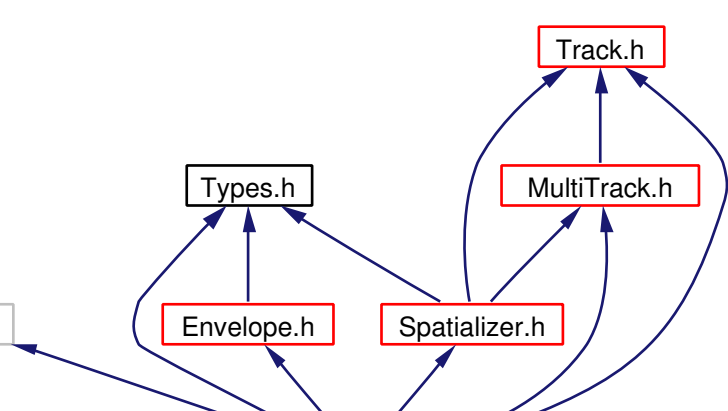 Track.h
Types.h
MultiTrack.h
Envelope.h
Spatializer.h